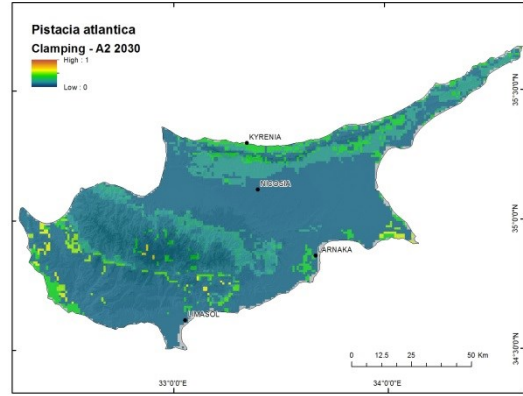 Pistacia atlantica
Clamping - A2 2030
High : 1
Low : 0
KYRENIA
NICOSIA
ARNAKA
LIMASOL
35°30'0"N
35°0'0"N
34°30'0"N
0 12.5 25 50 Km
33°0'0"E 34°0'0"E